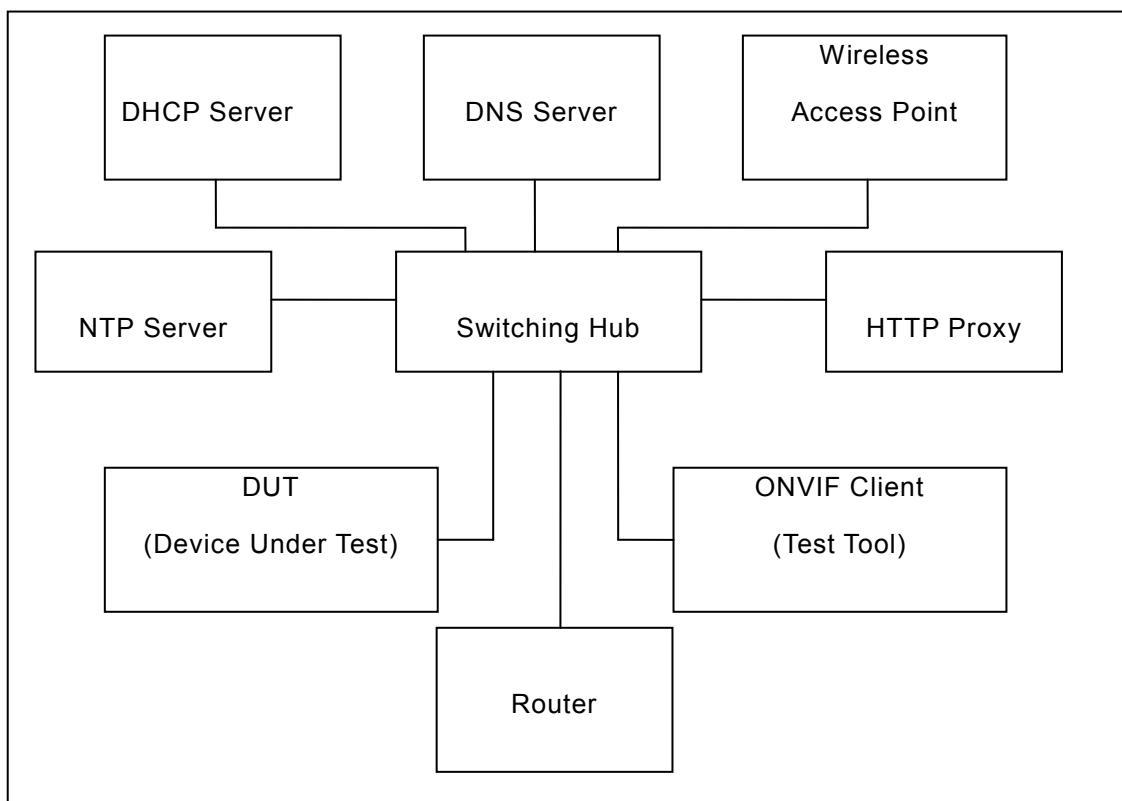 DHCP Server
DNS Server
Wireless
Access Point
NTP Server
Switching Hub
HTTP Proxy
DUT
(Device Under Test)
ONVIF Client
(Test Tool)
Router